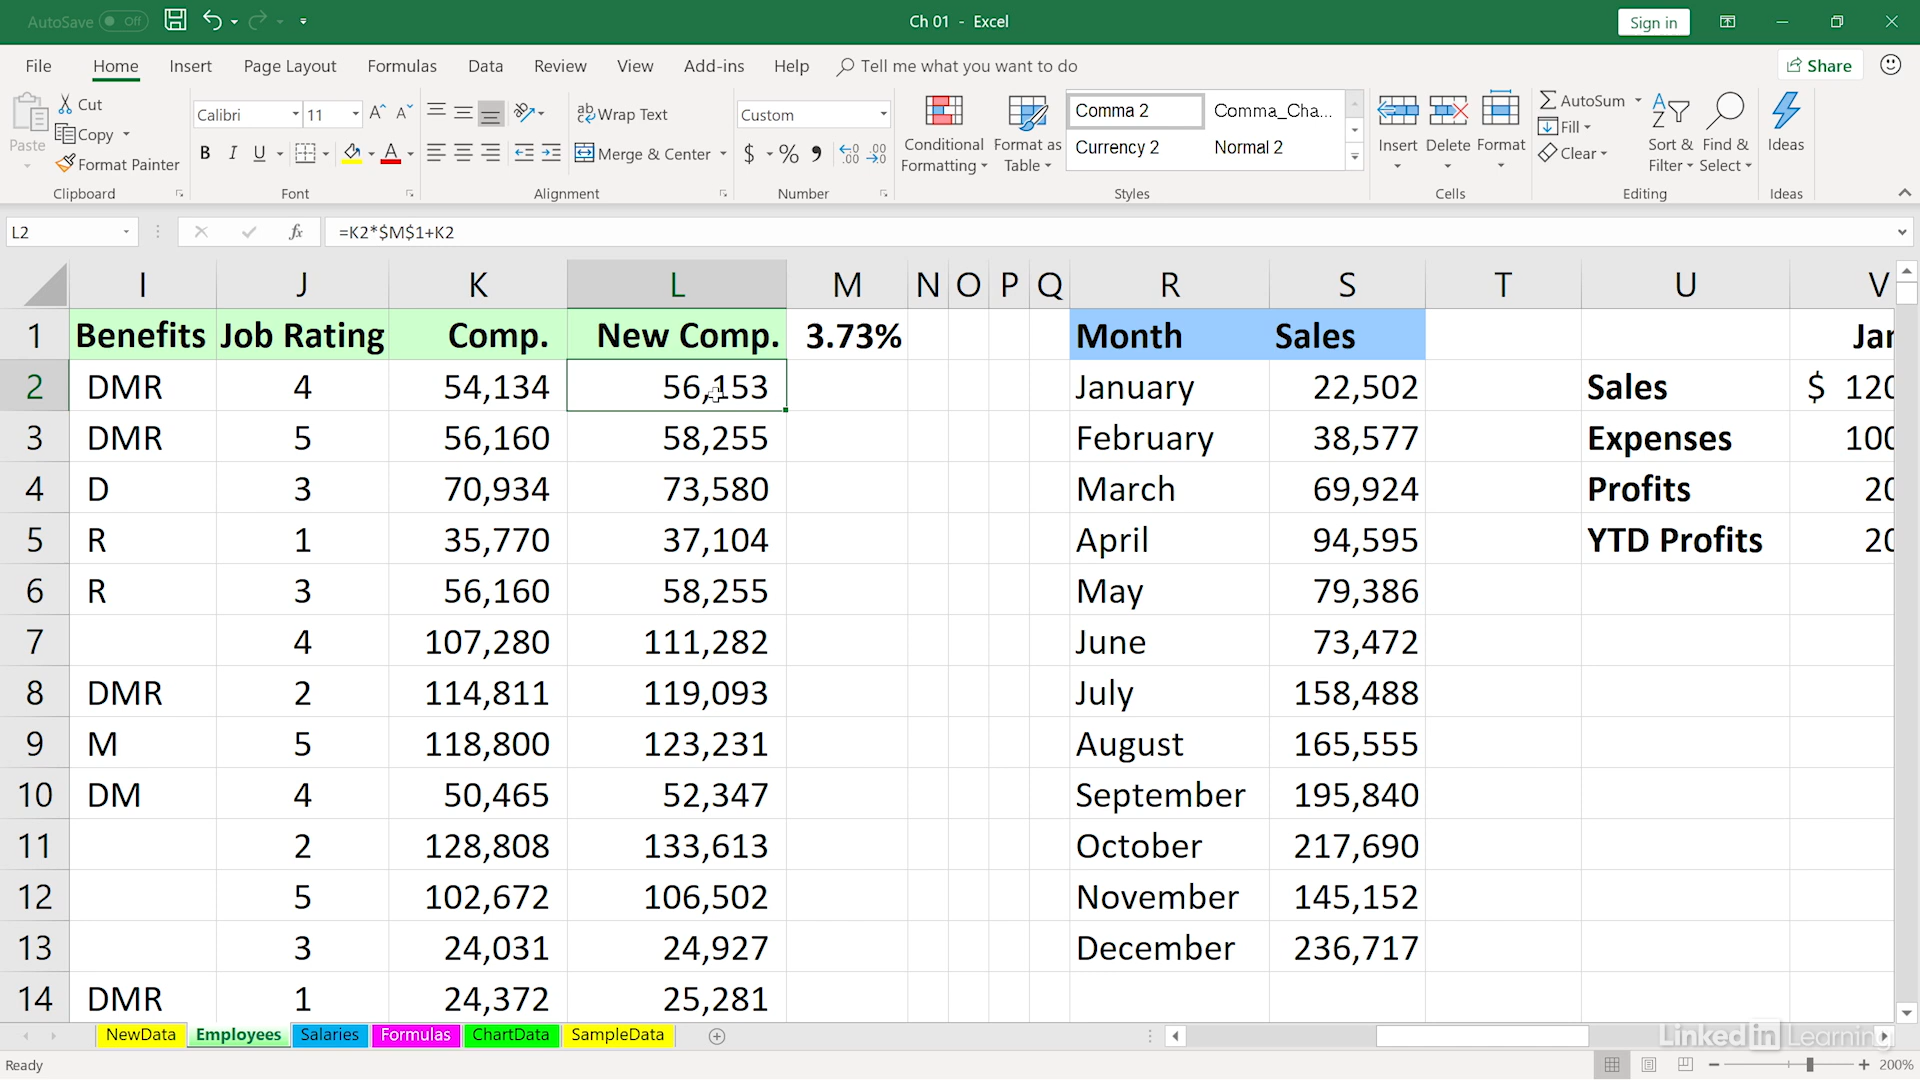 AutoSave Off
Ch 01 - Excel
Sign in
File Home Insert Page Layout Formulas Data Review View Add-ins Help Tell me what you want to do
Share
Paste
Cut
Copy
Format Painter
Clipboard
Calibri 11
B I U
Font
Wrap Text
Merge & Center
Alignment
Custom
$ % ,
Number
Conditional Formatting
Format as Table
Comma 2 Comma_Cha...
Currency 2 Normal 2
Styles
Insert Delete Format
Cells
AutoSum
Fill
Clear
Sort & Filter
Find & Select
Editing
Ideas
Ideas
L2 fx =K2*$M$1+K2
I J K L M N O P Q R S T U V
1 Benefits Job Rating Comp. New Comp. 3.73% Month Sales Jan
2 DMR 4 54,134 56,153 January 22,502 Sales $ 120
3 DMR 5 56,160 58,255 February 38,577 Expenses 100
4 D 3 70,934 73,580 March 69,924 Profits 20
5 R 1 35,770 37,104 April 94,595 YTD Profits 20
6 R 3 56,160 58,255 May 79,386
7 4 107,280 111,282 June 73,472
8 DMR 2 114,811 119,093 July 158,488
9 M 5 118,800 123,231 August 165,555
10 DM 4 50,465 52,347 September 195,840
11 2 128,808 133,613 October 217,690
12 5 102,672 106,502 November 145,152
13 3 24,031 24,927 December 236,717
14 DMR 1 24,372 25,281
NewData Employees Salaries Formulas ChartData SampleData
Linked in Learning
Ready
200%